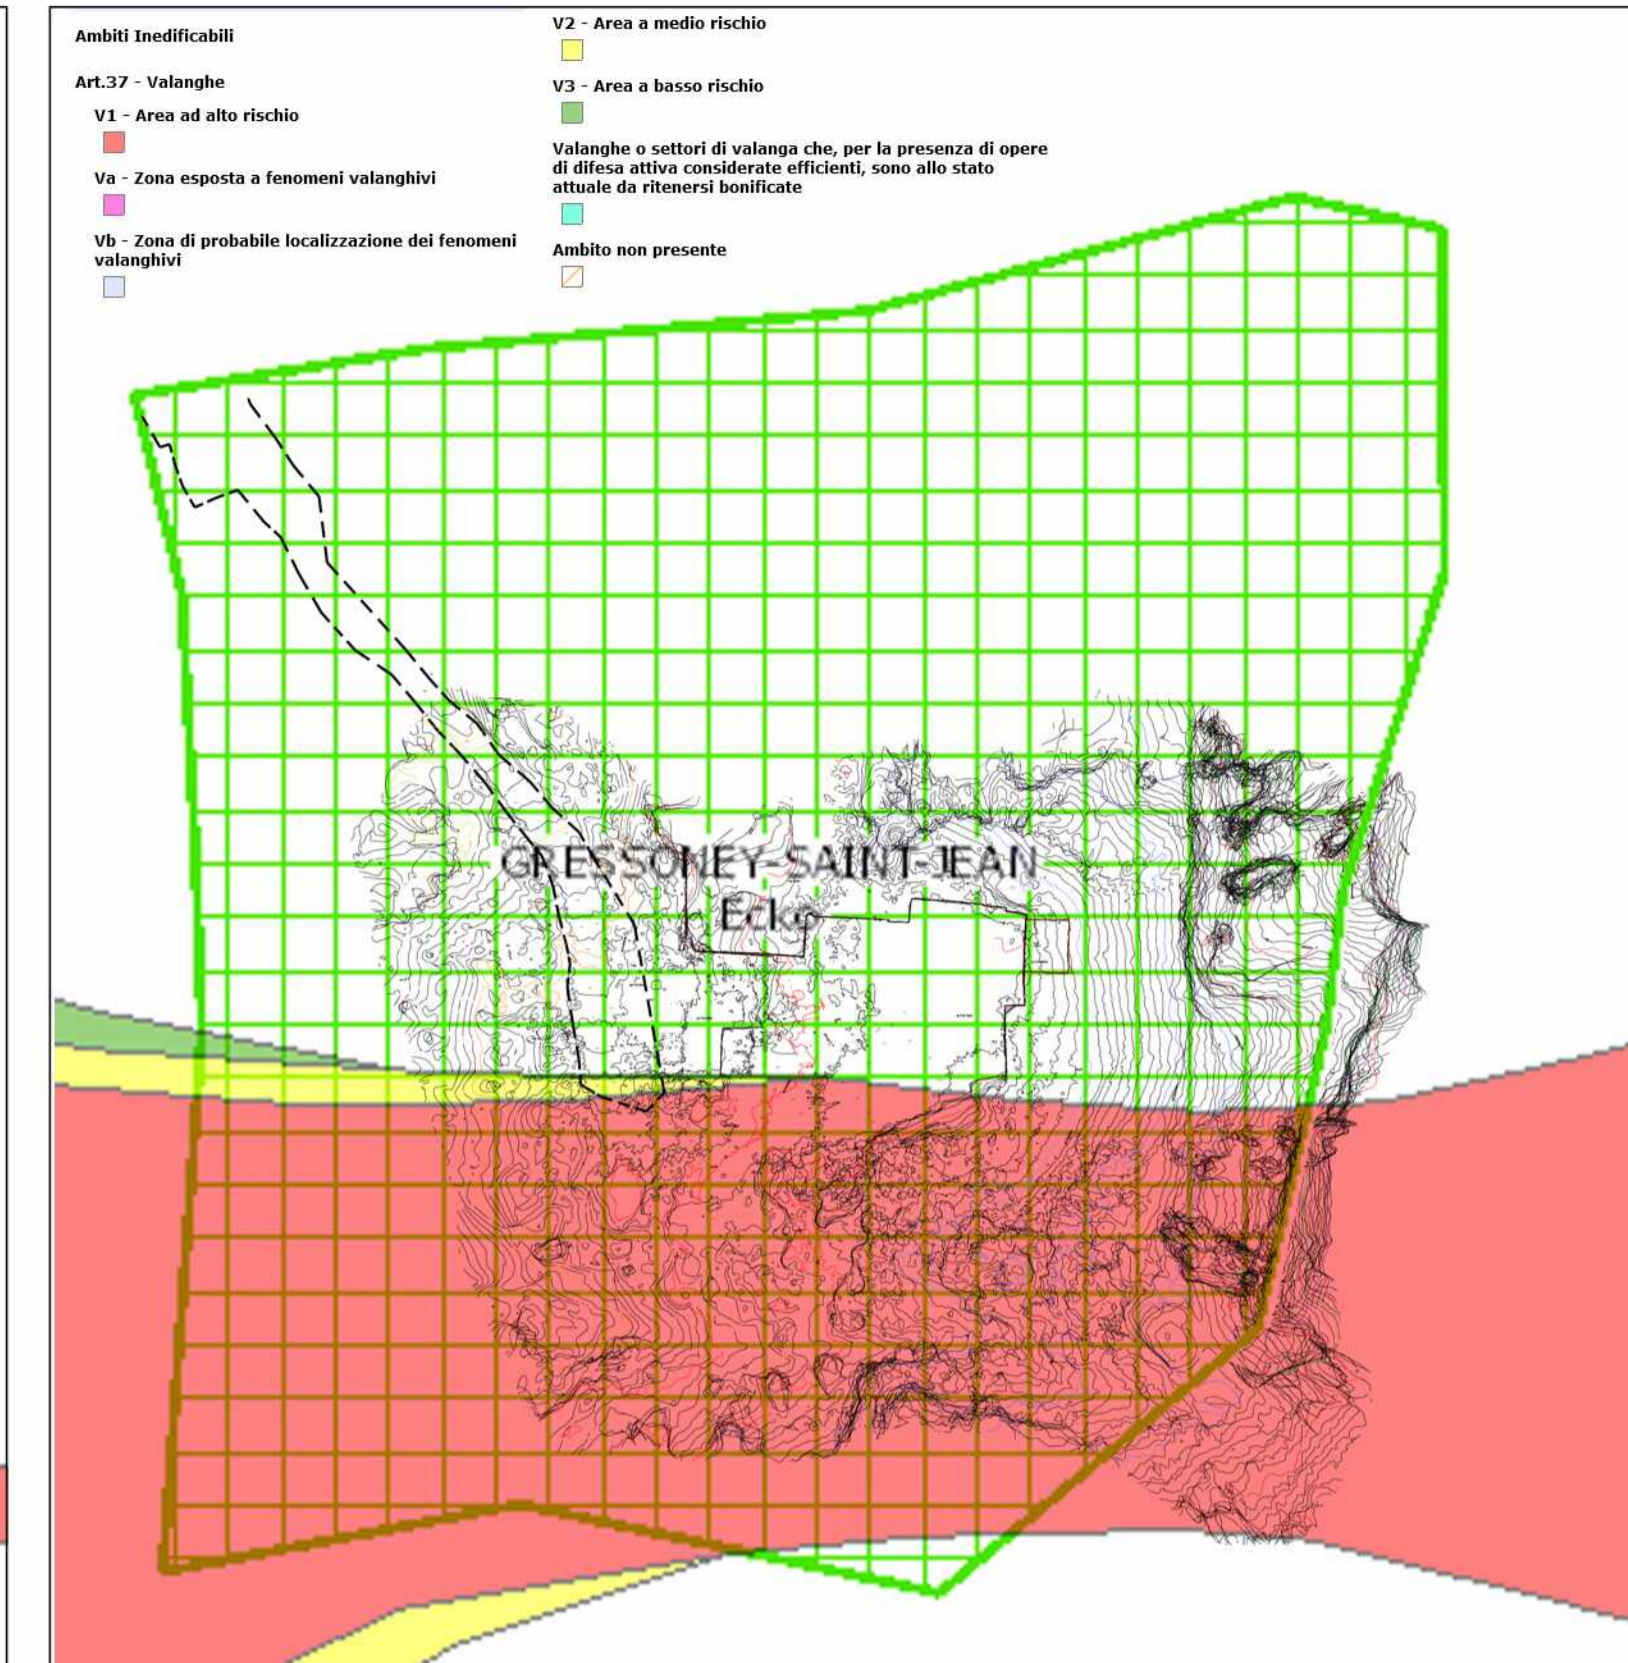 Ambiti Inedificabili
Art.37 - Valanghe
V1 - Area ad alto rischio
Va - Zona esposta a fenomeni valanghivi
Vb - Zona di probabile localizzazione dei fenomeni
valanghivi
V2 - Area a medio rischio
V3 - Area a basso rischio
Valanghe o settori di valanga che, per la presenza di opere
di difesa attiva considerate efficienti, sono allo stato
attuale da ritenersi bonificate
Ambito non presente
GRESSONEY-SAINT-JEAN
Ecko